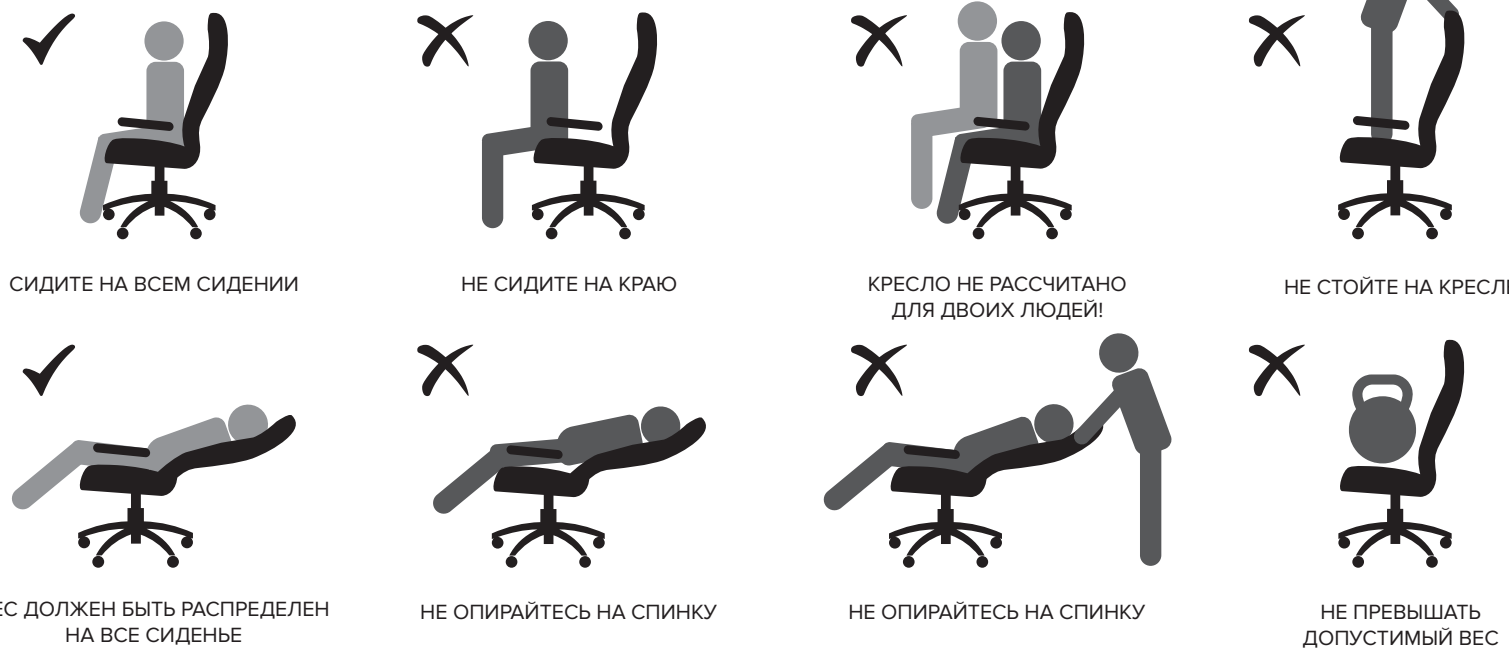 СИДИТЕ НА ВСЕМ СИДЕНИИ
НЕ СИДИТЕ НА КРАЮ
КРЕСЛО НЕ РАССЧИТАНО
ДЛЯ ДВОИХ ЛЮДЕЙ!
НЕ СТОЙТЕ НА
ДОЛЖЕН БЫТЬ РАСПРЕДЕЛЕН
НА ВСЕ СИДЕНЬЕ
НЕ ОПИРАЙТЕСЬ НА СПИНКУ
НЕ ОПИРАЙТЕСЬ НА СПИНКУ
НЕ ПРЕВЫШАТЬ
ДОПУСТИМЫЙ ВЕС